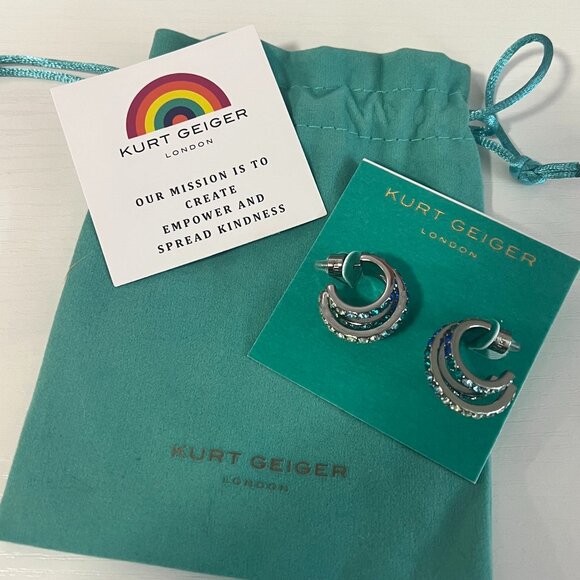 KURT GEIGER
LONDON
OUR MISSION IS TO
CREATE
EMPOWER AND
SPREAD KINDNESS
KURT GEIGER
LONDON
KURT GEIGER
LONDON